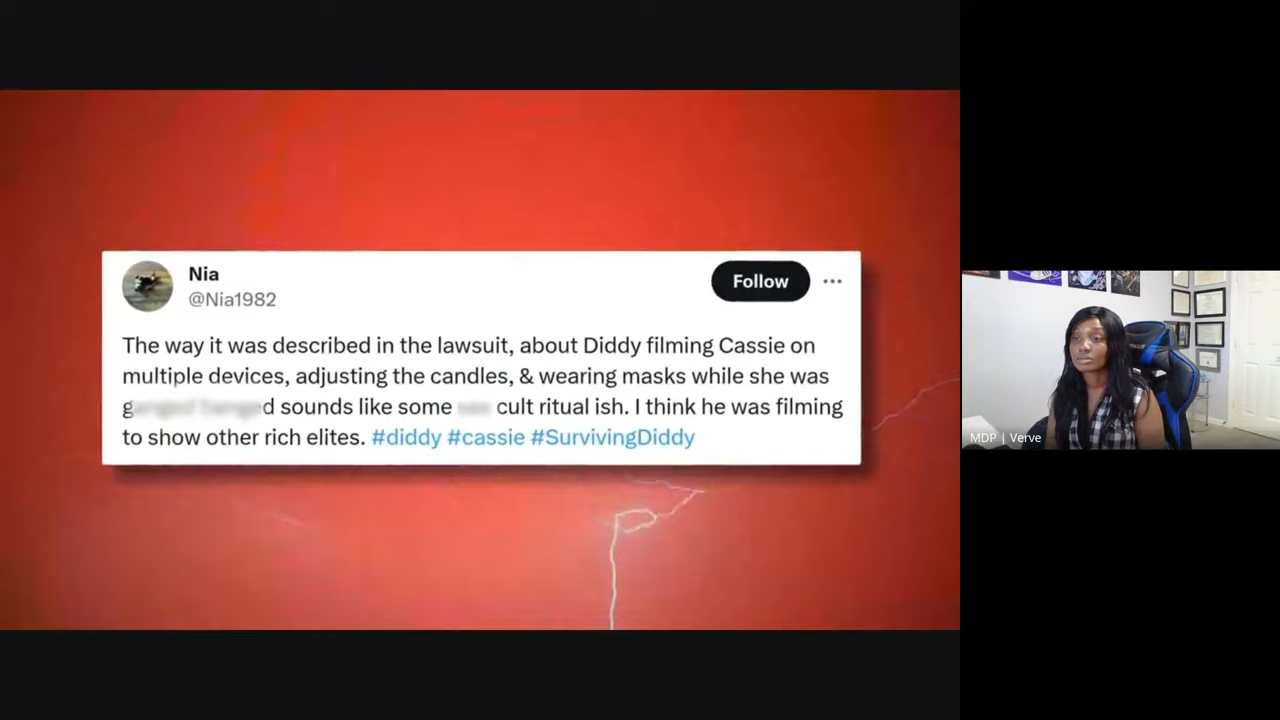 Nia
@Nia1982
Follow
The way it was described in the lawsuit, about Diddy filming Cassie on
multiple devices, adjusting the candles, & wearing masks while she was
g d sounds like some cult ritual ish. I think he was filming
to show other rich elites. #diddy #cassie #SurvivingDiddy
MDP | Verve